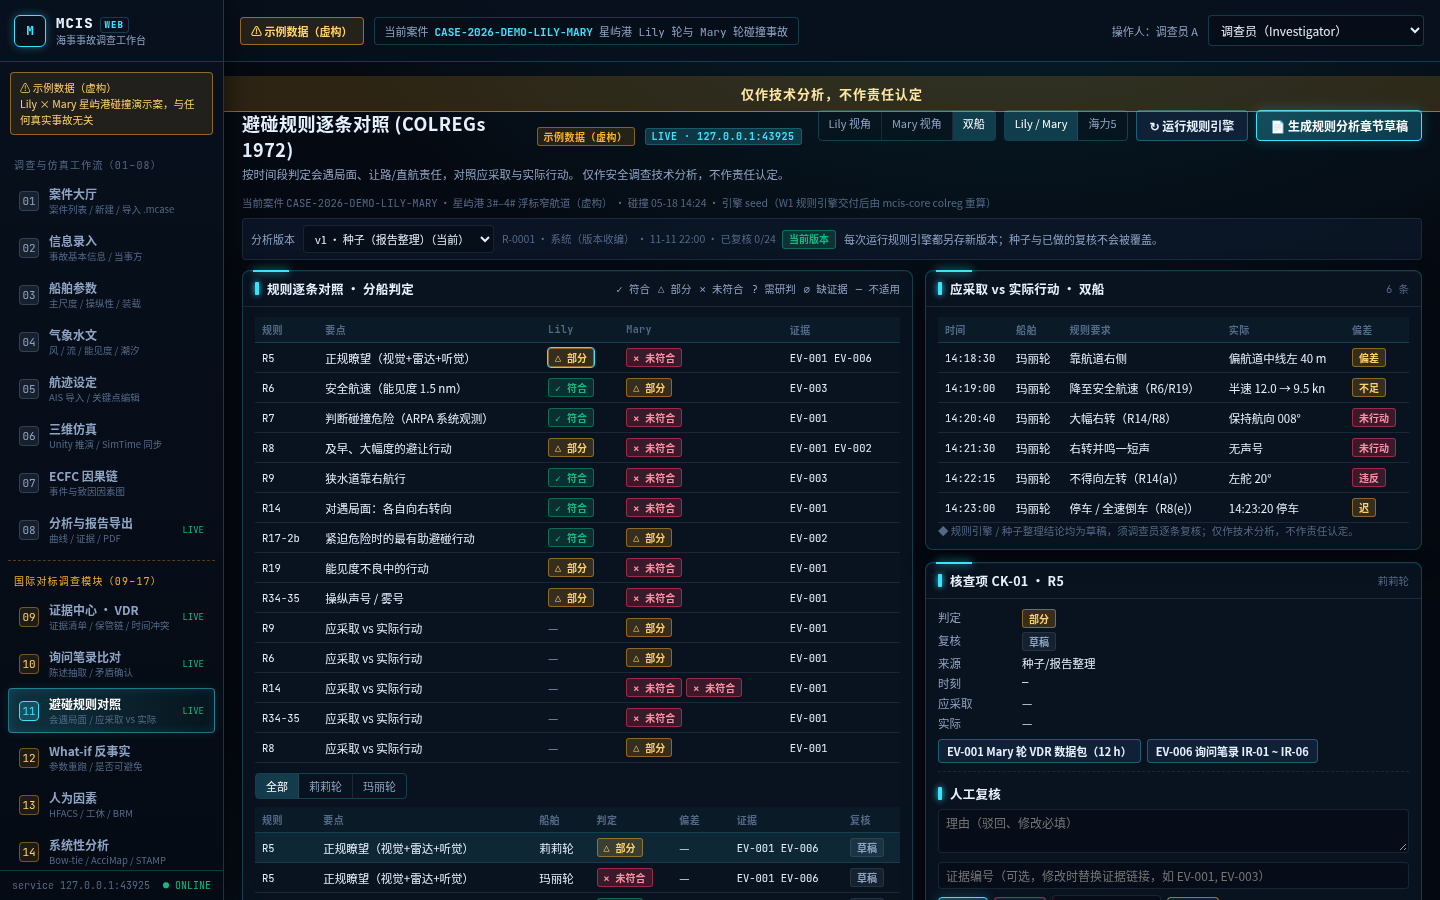 M
MCIS WEB
海事事故调查工作台
⚠ 示例数据（虚构）
Lily × Mary 星屿港碰撞演示案，与任何真实事故无关
调查与仿真工作流（01-08）
01 案件大厅
案件列表 / 新建 / 导入 .mcase
02 信息录入
事故基本信息 / 当事方
03 船舶参数
主尺度 / 操纵性 / 装载
04 气象水文
风 / 流 / 能见度 / 潮汐
05 航迹设定
AIS 导入 / 关键点编辑
06 三维仿真
Unity 推演 / SimTime 同步
07 ECFC 因果链
事件与致因因素图
08 分析与报告导出 LIVE
曲线 / 证据 / PDF
国际对标调查模块（09-17）
09 证据中心 · VDR LIVE
证据清单 / 保管链 / 时间冲突
10 询问笔录比对 LIVE
陈述抽取 / 矛盾确认
11 避碰规则对照 LIVE
会遇局面 / 应采取 vs 实际
12 What-if 反事实
参数重跑 / 是否可避免
13 人为因素
HFACS / 工休 / BRM
14 系统性分析
Bow-tie / AcciMap / STAMP
service 127.0.0.1:43925 ● ONLINE
⚠ 示例数据（虚构）
当前案件 CASE-2026-DEMO-LILY-MARY 星屿港 Lily 轮与 Mary 轮碰撞事故
操作人：调查员 A
调查员（Investigator）
仅作技术分析，不作责任认定
避碰规则逐条对照 (COLREGs 1972)
示例数据（虚构）
LIVE · 127.0.0.1:43925
Lily 视角 Mary 视角 双船
Lily / Mary 海力5
↻ 运行规则引擎
📄 生成规则分析章节草稿
按时间段判定会遇局面、让路/直航责任，对照应采取与实际行动。 仅作安全调查技术分析，不作责任认定。
当前案件 CASE-2026-DEMO-LILY-MARY · 星屿港 3#–4# 浮标窄航道（虚构） · 碰撞 05-18 14:24 · 引擎 seed（W1 规则引擎交付后由 mcis-core colreg 重算）
分析版本 v1 · 种子（报告整理）（当前） R-0001 · 系统（版本收编） · 11-11 22:00 · 已复核 0/24 当前版本 每次运行规则引擎都另存新版本；种子与已做的复核不会被覆盖。
规则逐条对照 · 分船判定
✓ 符合 △ 部分 × 未符合 ? 需研判 ∅ 缺证据 — 不适用
规则 要点 Lily Mary 证据
R5 正规瞭望（视觉+雷达+听觉） △ 部分 × 未符合 EV-001 EV-006
R6 安全航速（能见度 1.5 nm） ✓ 符合 △ 部分 EV-003
R7 判断碰撞危险（ARPA 系统观测） ✓ 符合 × 未符合 EV-001
R8 及早、大幅度的避让行动 △ 部分 × 未符合 EV-001 EV-002
R9 狭水道靠右航行 ✓ 符合 × 未符合 EV-003
R14 对遇局面：各自向右转向 ✓ 符合 × 未符合 EV-001
R17-2b 紧迫危险时的最有助避碰行动 ✓ 符合 △ 部分 EV-002
R19 能见度不良中的行动 △ 部分 × 未符合 EV-001
R34-35 操纵声号 / 雾号 △ 部分 × 未符合 EV-001
R9 应采取 vs 实际行动 — △ 部分 EV-001
R6 应采取 vs 实际行动 — △ 部分 EV-001
R14 应采取 vs 实际行动 — × 未符合 × 未符合 EV-001
R34-35 应采取 vs 实际行动 — × 未符合 EV-001
R8 应采取 vs 实际行动 — △ 部分 EV-001
全部 莉莉轮 玛丽轮
规则 要点 船舶 判定 偏差 证据 复核
R5 正规瞭望（视觉+雷达+听觉） 莉莉轮 △ 部分 — EV-001 EV-006 草稿
R5 正规瞭望（视觉+雷达+听觉） 玛丽轮 × 未符合 — EV-001 EV-006 草稿
应采取 vs 实际行动 · 双船 6 条
时间 船舶 规则要求 实际 偏差
14:18:30 玛丽轮 靠航道右侧 偏航道中线左 40 m 偏差
14:19:00 玛丽轮 降至安全航速（R6/R19） 半速 12.0 → 9.5 kn 不足
14:20:40 玛丽轮 大幅右转（R14/R8） 保持航向 008° 未行动
14:21:30 玛丽轮 右转并鸣一短声 无声号 未行动
14:22:15 玛丽轮 不得向左转（R14(a)） 左舵 20° 违反
14:23:00 玛丽轮 停车 / 全速倒车（R8(e)） 14:23:20 停车 迟
◆ 规则引擎 / 种子整理结论均为草稿，须调查员逐条复核；仅作技术分析，不作责任认定。
核查项 CK-01 · R5 莉莉轮
判定 部分
复核 草稿
来源 种子/报告整理
时刻 —
应采取 —
实际 —
EV-001 Mary 轮 VDR 数据包（12 h）
EV-006 询问笔录 IR-01 ~ IR-06
人工复核
理由（驳回、修改必填）
证据编号（可选，修改时替换证据链接，如 EV-001, EV-003）